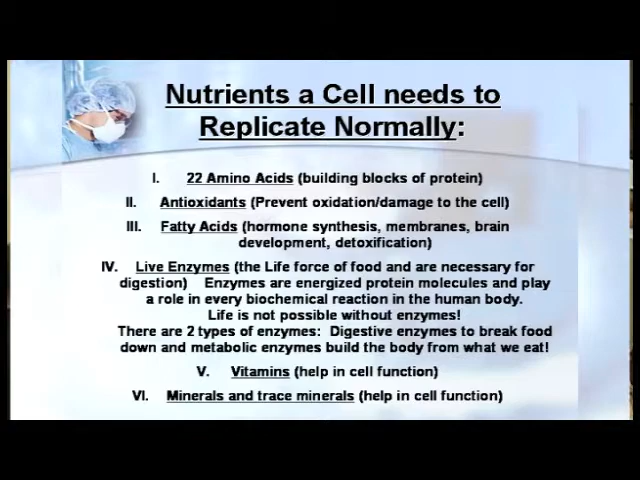 Nutrients a Cell needs to
Replicate Normally:
I. 22 Amino Acids (building blocks of protein)
II. Antioxidants (Prevent oxidation/damage to the cell)
III. Fatty Acids (hormone synthesis, membranes, brain
development, detoxification)
IV. Live Enzymes (the Life force of food and are necessary for
digestion) Enzymes are energized protein molecules and play
a role in every biochemical reaction in the human body.
Life is not possible without enzymes!
There are 2 types of enzymes: Digestive enzymes to break food
down and metabolic enzymes build the body from what we eat!
V. Vitamins (help in cell function)
VI. Minerals and trace minerals (help in cell function)